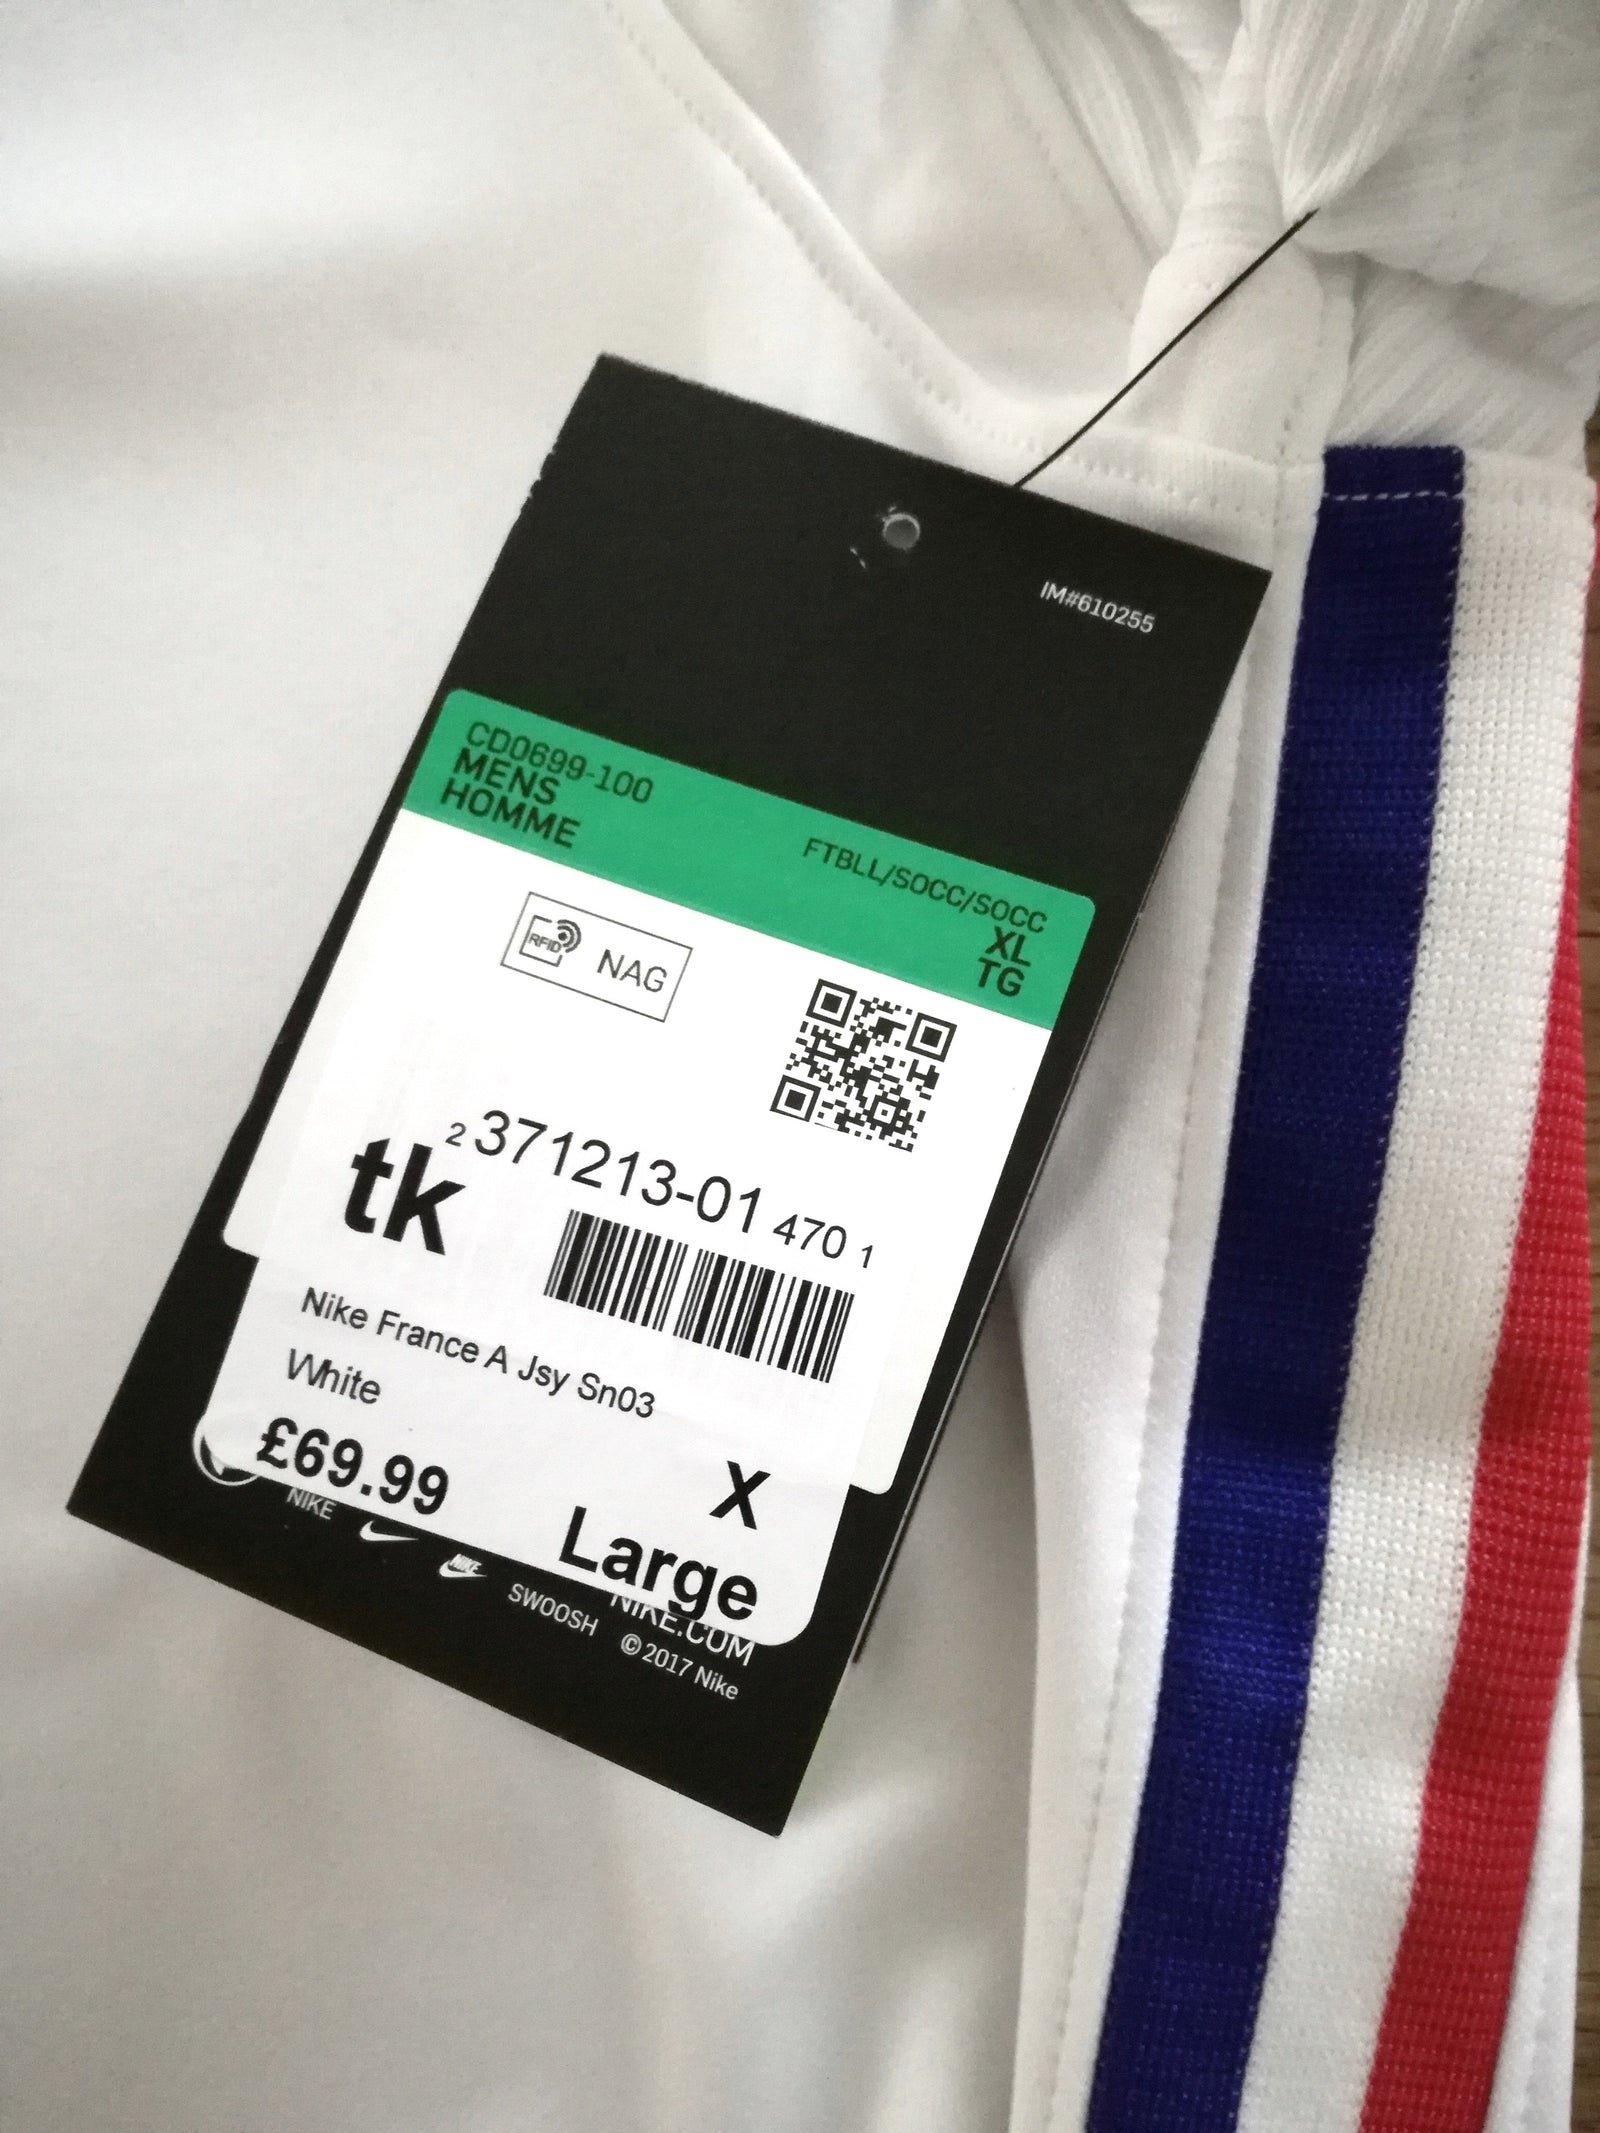 IM#610255
CD0699-100
MENS
HOMME
FTBLL/SOCC/SOCC
XL
TG
RFID NAG
2 371213-01 470 1
tk
Nike France A Jsy Sn03
White
£69.99
X
Large
NIKE
NIKE
SWOOSH
NIKE.COM
©2017 Nike